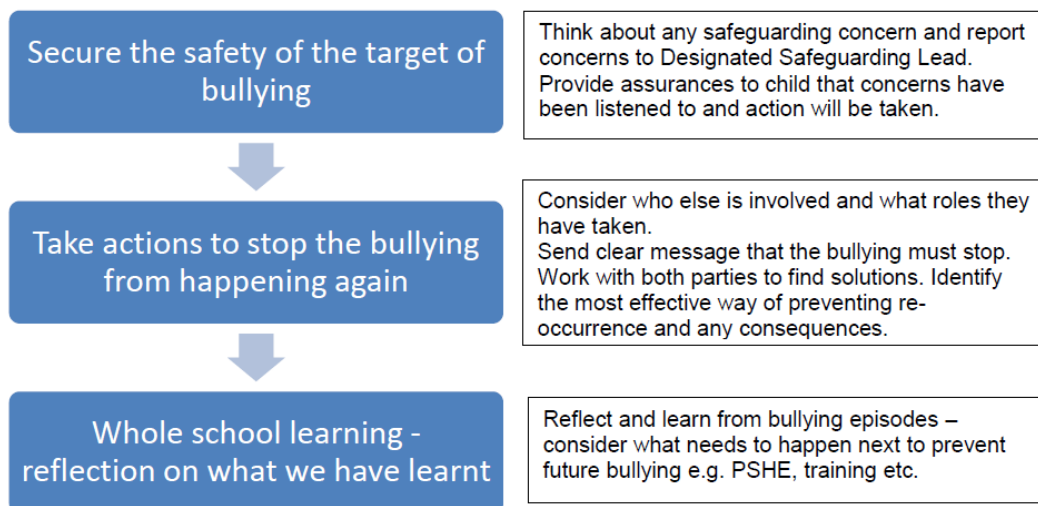 Secure the safety of the target of
bullying
Think about any safeguarding concern and report
concerns to Designated Safeguarding Lead.
Provide assurances to child that concerns have
been listened to and action will be taken.
Take actions to stop the bullying
from happening again
Consider who else is involved and what roles they
have taken.
Send clear message that the bullying must stop.
Work with both parties to find solutions. Identify
the most effective way of preventing re-
occurrence and any consequences.
Whole school learning -
reflection on what we have learnt
Reflect and learn from bullying episodes –
consider what needs to happen next to prevent
future bullying e.g. PSHE, training etc.